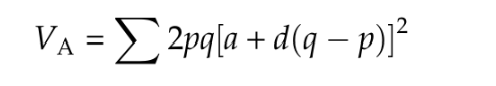 V_A = ∑ 2pq[a + d(q − p)]²